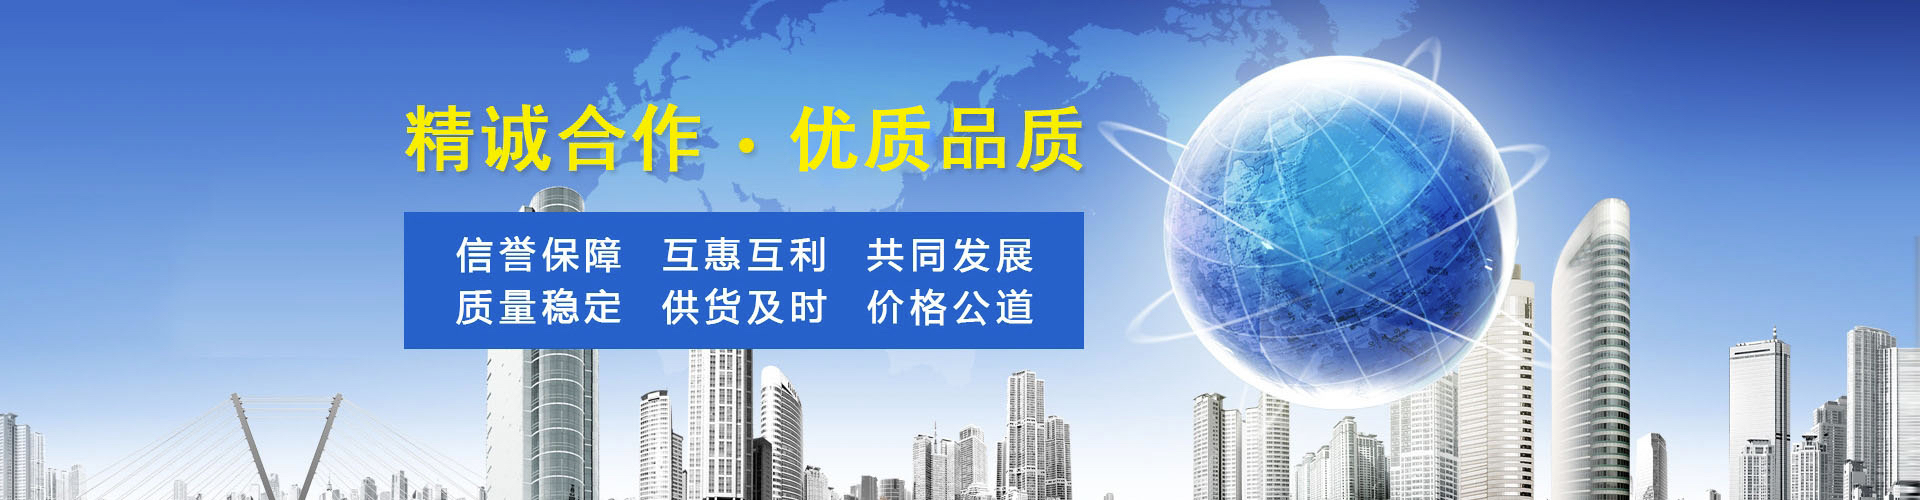 精诚合作 · 优质品质
信誉保障 互惠互利 共同发展
质量稳定 供货及时 价格公道